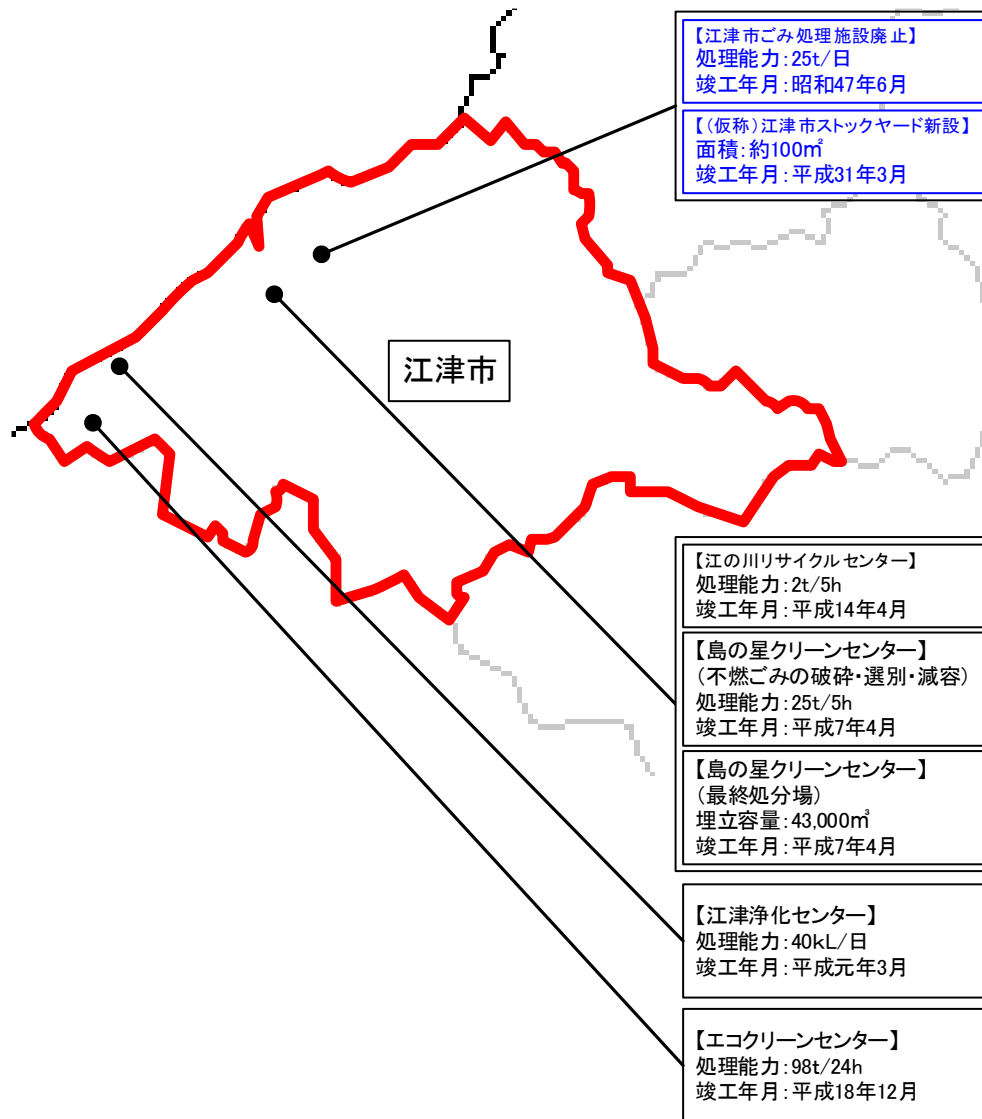 【江津市ごみ処理施設廃止】
処理能力：25t/日
竣工年月：昭和47年6月
【（仮称）江津市ストックヤード新設】
面積：約100㎡
竣工年月：平成31年3月
江津市
【江の川リサイクルセンター】
処理能力：2t/5h
竣工年月：平成14年4月
【島の星クリーンセンター】
（不燃ごみの破砕・選別・減容）
処理能力：25t/5h
竣工年月：平成7年4月
【島の星クリーンセンター】
（最終処分場）
埋立容量：43,000㎥
竣工年月：平成7年4月
【江津浄化センター】
処理能力：40kL/日
竣工年月：平成元年3月
【エコクリーンセンター】
処理能力：98t/24h
竣工年月：平成18年12月